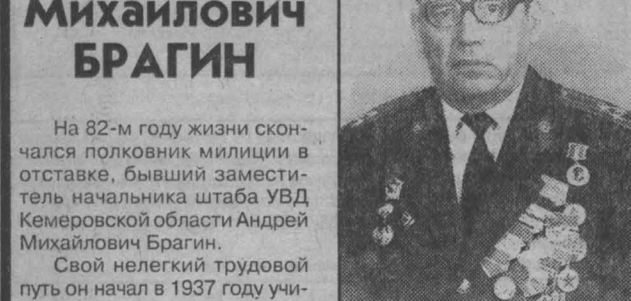 Михайлович
БРАГИН
На 82-м году жизни скон-
чался полковник милиции в
отставке, бывший замести-
тель начальника штаба УВД
Кемеровской области Андрей
Михайлович Брагин.
Свой нелегкий трудовой
путь он начал в 1937 году учи-